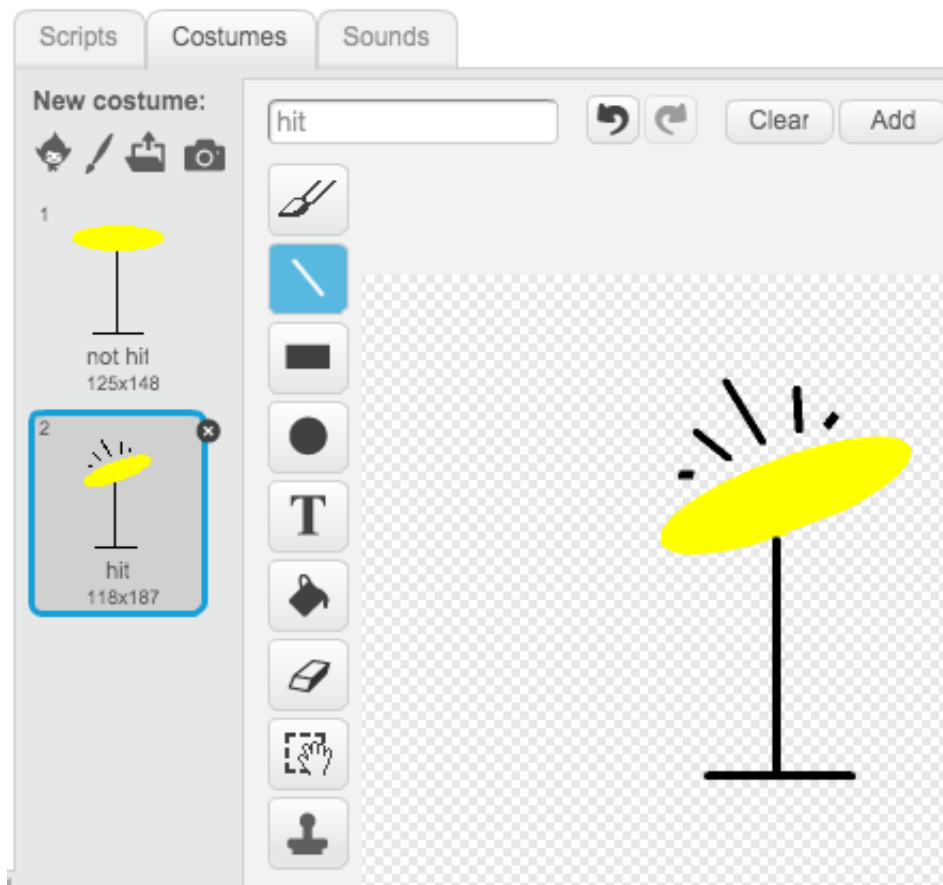 Scripts Costumes Sounds
New costume:
hit
Clear Add
1
not hit
125x148
2
hit
118x187
T